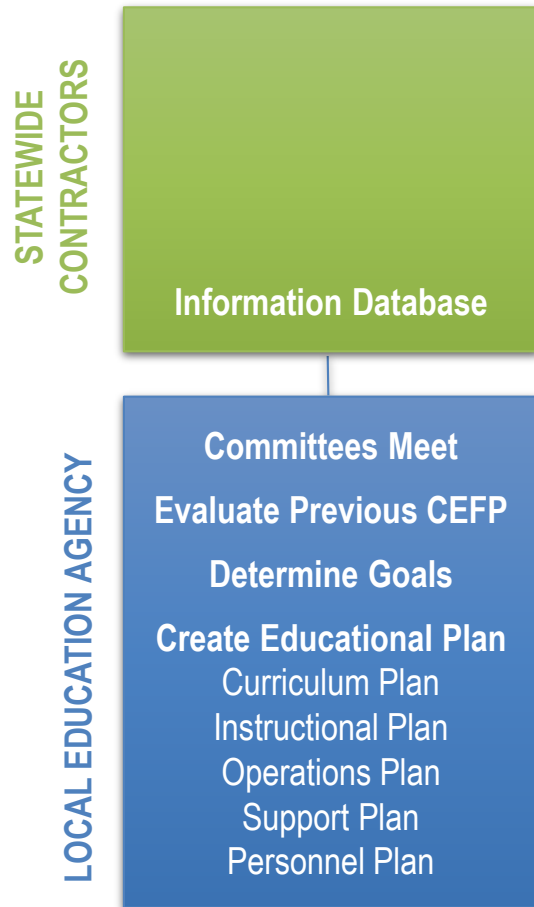 STATEWIDE
CONTRACTORS
Information Database
LOCAL EDUCATION AGENCY
Committees Meet
Evaluate Previous CEFP
Determine Goals
Create Educational Plan
Curriculum Plan
Instructional Plan
Operations Plan
Support Plan
Personnel Plan